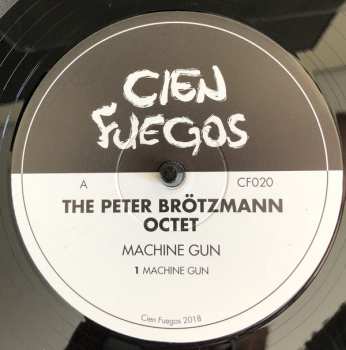 CIEN
FUEGOS
A CF020
THE PETER BRÖTZMANN
OCTET
MACHINE GUN
1 MACHINE GUN
Cien Fuegos 2018